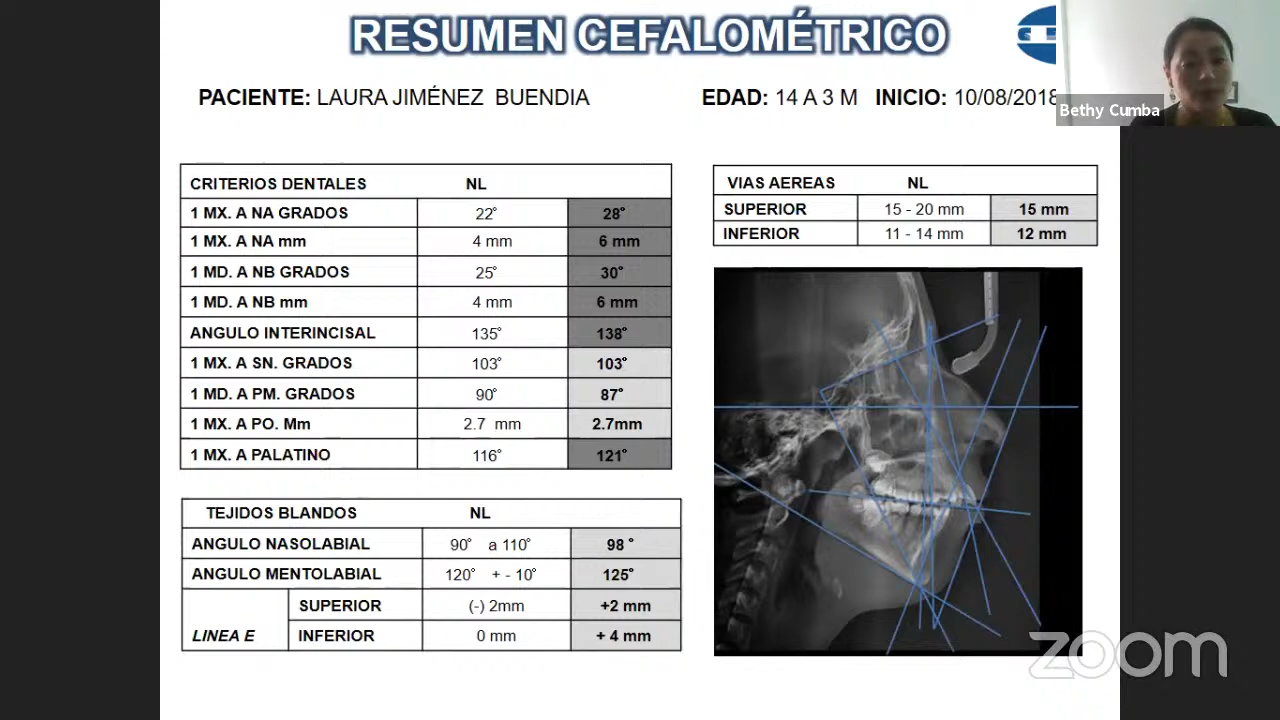 RESUMEN CEFALOMÉTRICO
PACIENTE: LAURA JIMÉNEZ BUENDIA EDAD: 14 A 3 M INICIO: 10/08/2018
Bethy Cumba
CRITERIOS DENTALES NL
1 MX. A NA GRADOS 22° 28°
1 MX. A NA mm 4 mm 6 mm
1 MD. A NB GRADOS 25° 30°
1 MD. A NB mm 4 mm 6 mm
ANGULO INTERINCISAL 135° 138°
1 MX. A SN. GRADOS 103° 103°
1 MD. A PM. GRADOS 90° 87°
1 MX. A PO. Mm 2.7 mm 2.7mm
1 MX. A PALATINO 116° 121°
VIAS AEREAS NL
SUPERIOR 15 - 20 mm 15 mm
INFERIOR 11 - 14 mm 12 mm
TEJIDOS BLANDOS NL
ANGULO NASOLABIAL 90° a 110° 98 °
ANGULO MENTOLABIAL 120° + - 10° 125°
LINEA E
SUPERIOR (-) 2mm +2 mm
INFERIOR 0 mm + 4 mm
zoom